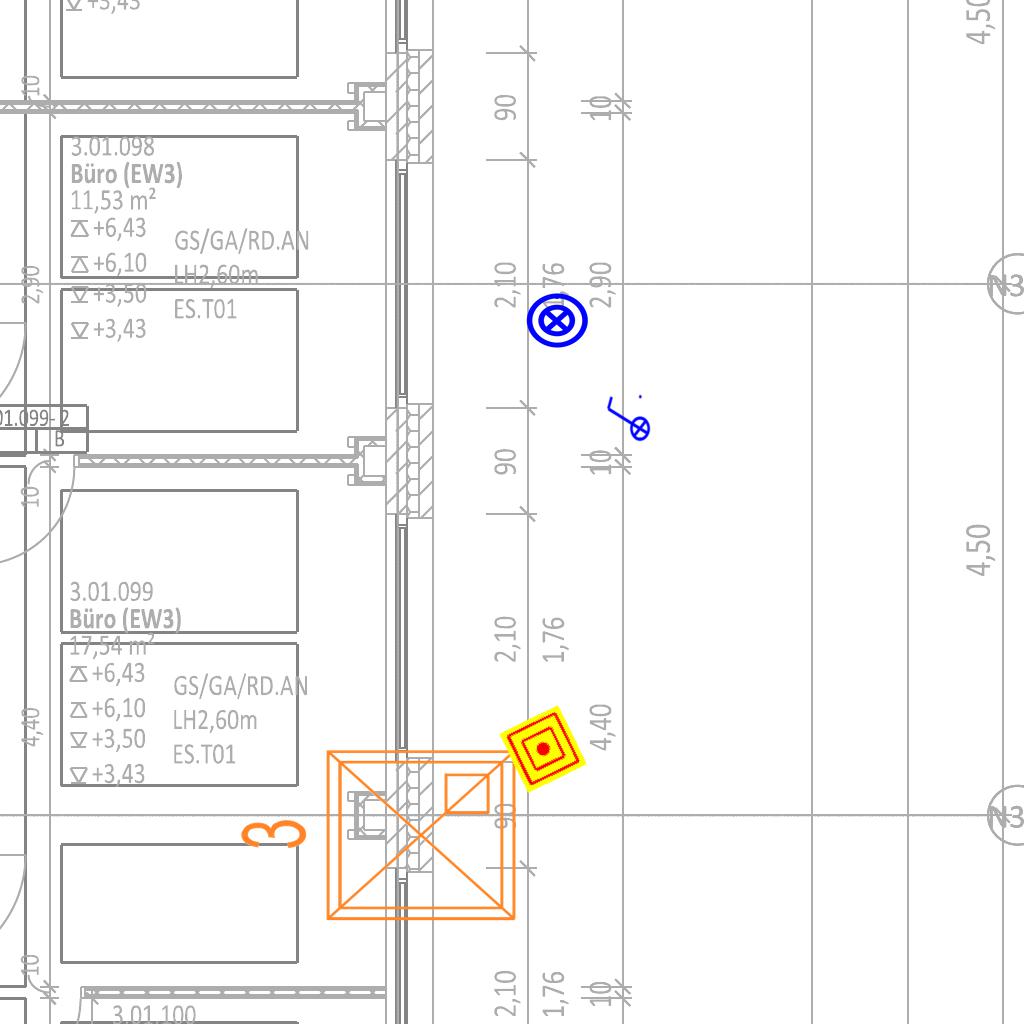 +3,43
4,50
10
90
10
3.01.098
Büro (EW3)
11,53 m²
+6,43
+6,10
+3,50
+3,43
GS/GA/RD.AN
LH2,60m
ES.T01
2,90
2,10
1,76
2,90
N3
01.099- 2
B
10
90
10
4,50
3.01.099
Büro (EW3)
17,54 m²
+6,43
+6,10
+3,50
+3,43
GS/GA/RD.AN
LH2,60m
ES.T01
2,10
1,76
4,40
4,40
3
90
N3
10
2,10
1,76
10
3.01.100